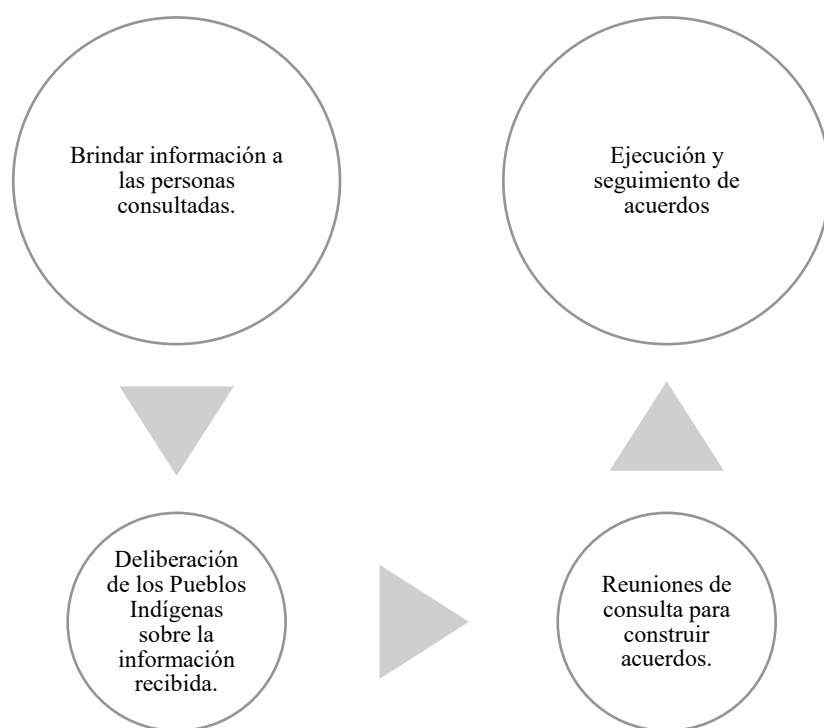 Brindar información a
las personas
consultadas.
Deliberación
de los Pueblos
Indígenas
sobre la
información
recibida.
Reuniones de
consulta para
construir
acuerdos.
Ejecución y
seguimiento de
acuerdos